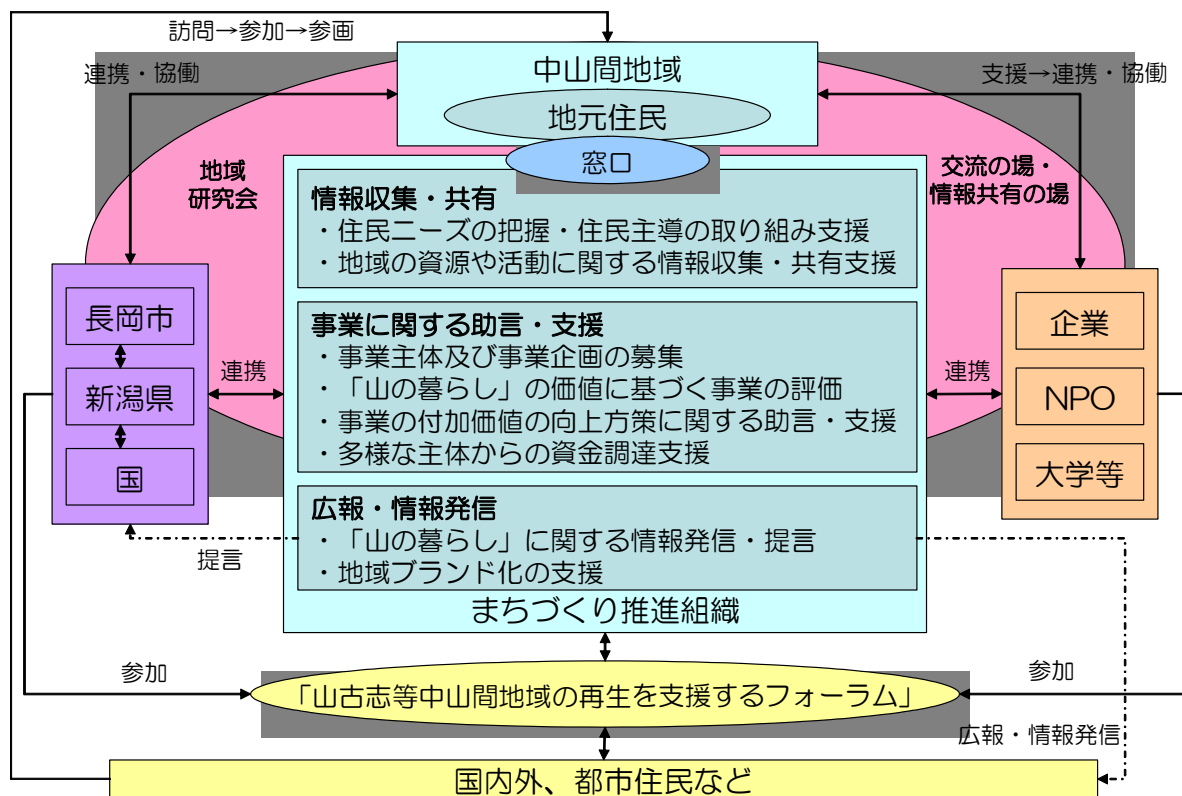 訪問→参加→参画
連携・協働
中山間地域
支援→連携・協働
地元住民
窓口
地域
研究会
交流の場・
情報共有の場
情報収集・共有
・住民ニーズの把握・住民主導の取り組み支援
・地域の資源や活動に関する情報収集・共有支援
長岡市
新潟県
国
連携
事業に関する助言・支援
・事業主体及び事業企画の募集
・「山の暮らし」の価値に基づく事業の評価
・事業の付加価値の向上方策に関する助言・支援
・多様な主体からの資金調達支援
連携
企業
NPO
大学等
広報・情報発信
・「山の暮らし」に関する情報発信・提言
・地域ブランド化の支援
提言
まちづくり推進組織
参加
「山古志等中山間地域の再生を支援するフォーラム」
参加
広報・情報発信
国内外、都市住民など